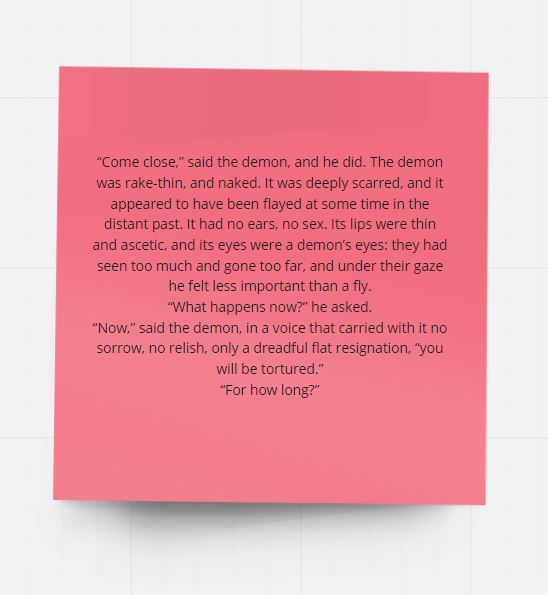 “Come close,” said the demon, and he did. The demon
was rake-thin, and naked. It was deeply scarred, and it
appeared to have been flayed at some time in the
distant past. It had no ears, no sex. Its lips were thin
and ascetic, and its eyes were a demon’s eyes: they had
seen too much and gone too far, and under their gaze
he felt less important than a fly.
“What happens now?” he asked.
“Now,” said the demon, in a voice that carried with it no
sorrow, no relish, only a dreadful flat resignation, “you
will be tortured.”
“For how long?”